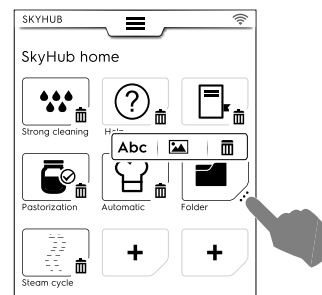 SKYHUB
SkyHub home
Strong cleaning
Help
Abc
Pastorization
Automatic
Folder
Steam cycle